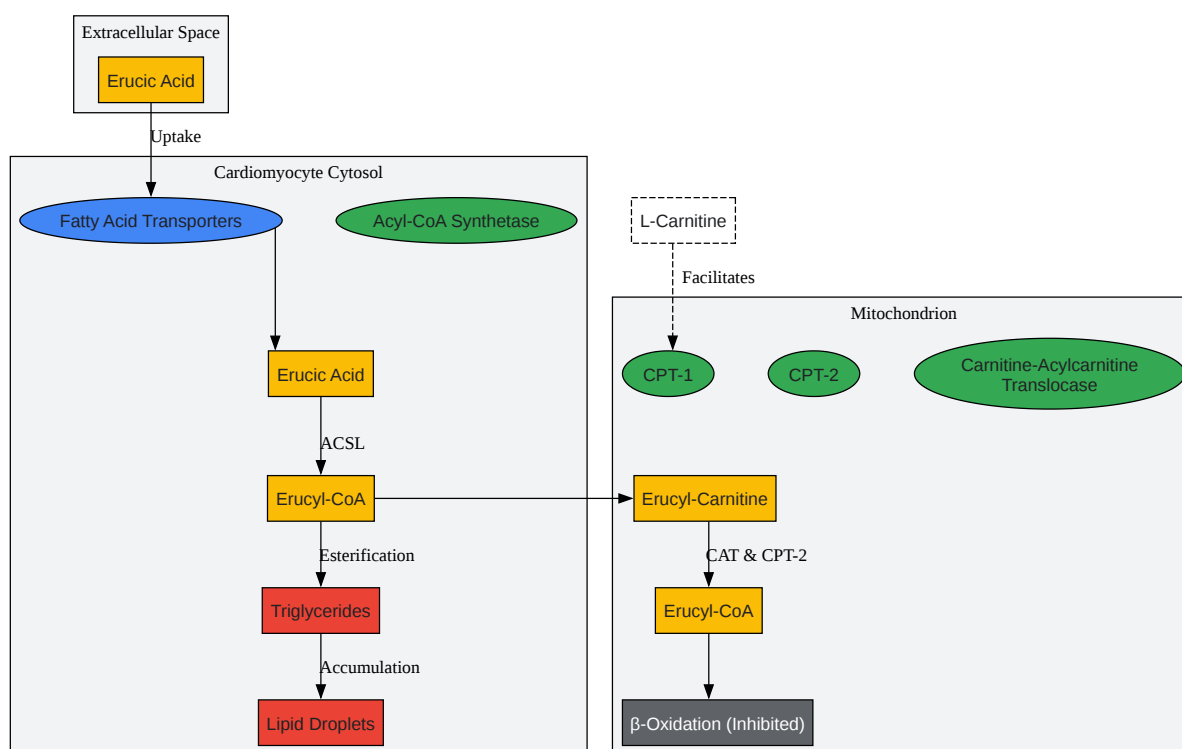 Extracellular Space
Erucic Acid
Uptake
Cardiomyocyte Cytosol
Fatty Acid Transporters
Acyl-CoA Synthetase
L-Carnitine
Facilitates
Mitochondrion
Erucic Acid
CPT-1
CPT-2
Carnitine-Acylcarnitine
Translocase
ACSL
Erucyl-CoA
Erucyl-Carnitine
Esterification
CAT & CPT-2
Triglycerides
Erucyl-CoA
Accumulation
Lipid Droplets
β-Oxidation (Inhibited)